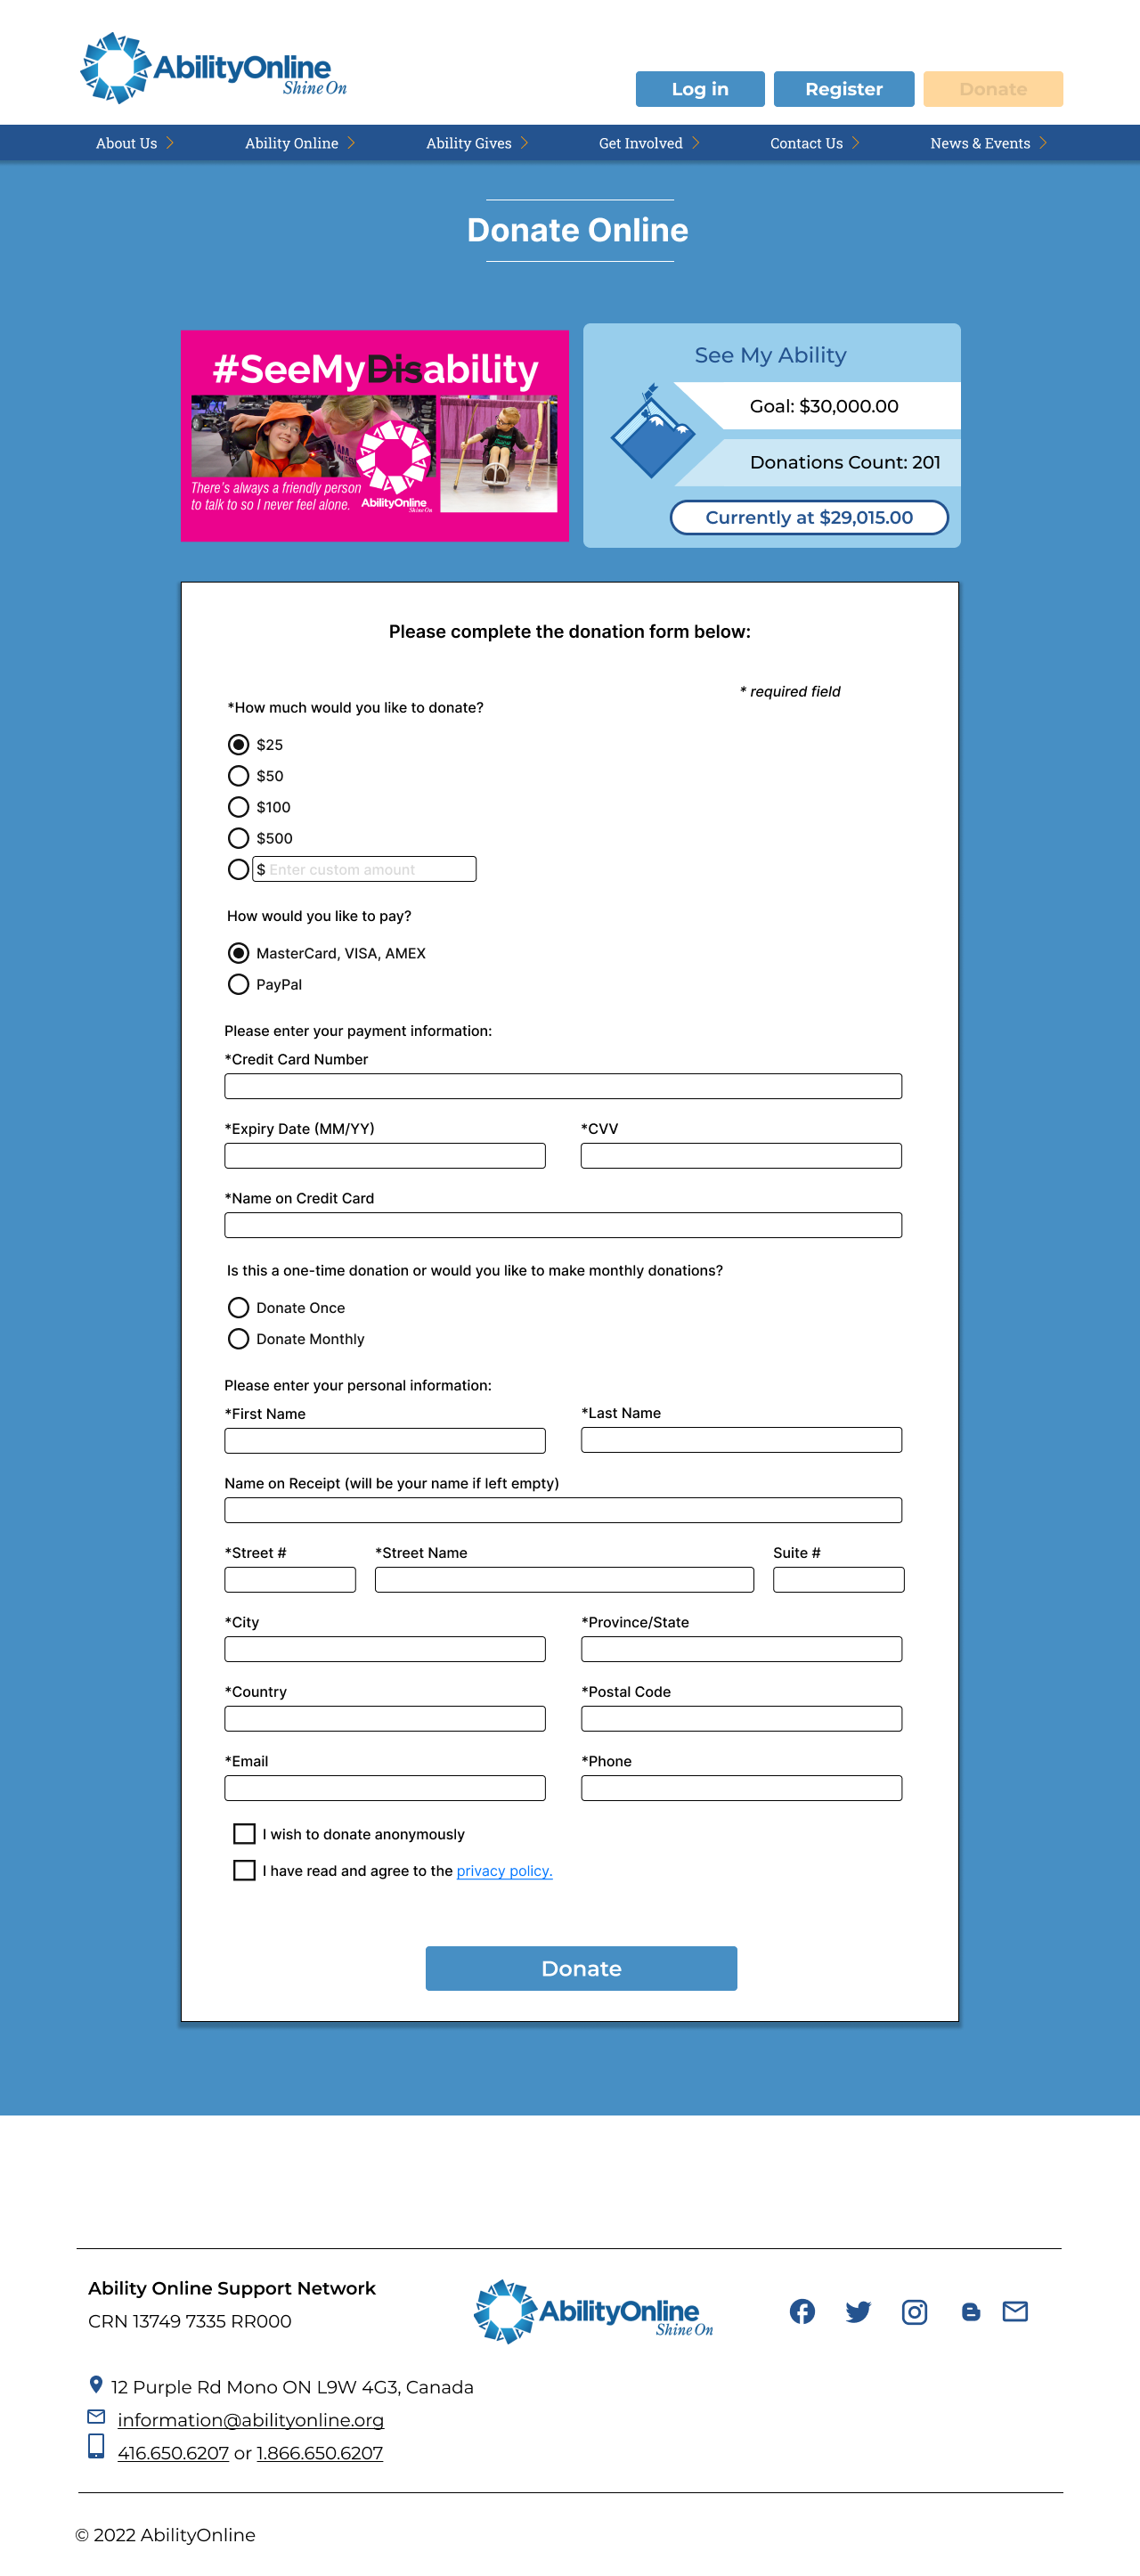 AbilityOnline
Shine On
Log in
Register
Donate
About Us
Ability Online
Ability Gives
Get Involved
Contact Us
News & Events
Donate Online
#SeeMyDisability
There's always a friendly person
to talk to so I never feel alone.
AbilityOnline
Shine On
See My Ability
Goal: $30,000.00
Donations Count: 201
Currently at $29,015.00
Please complete the donation form below:
* required field
*How much would you like to donate?
$25
$50
$100
$500
$ Enter custom amount
How would you like to pay?
MasterCard, VISA, AMEX
PayPal
Please enter your payment information:
*Credit Card Number
*Expiry Date (MM/YY)
*CVV
*Name on Credit Card
Is this a one-time donation or would you like to make monthly donations?
Donate Once
Donate Monthly
Please enter your personal information:
*First Name
*Last Name
Name on Receipt (will be your name if left empty)
*Street #
*Street Name
Suite #
*City
*Province/State
*Country
*Postal Code
*Email
*Phone
I wish to donate anonymously
I have read and agree to the privacy policy.
Donate
Ability Online Support Network
CRN 13749 7335 RR000
AbilityOnline
Shine On
12 Purple Rd Mono ON L9W 4G3, Canada
information@abilityonline.org
416.650.6207 or 1.866.650.6207
© 2022 AbilityOnline